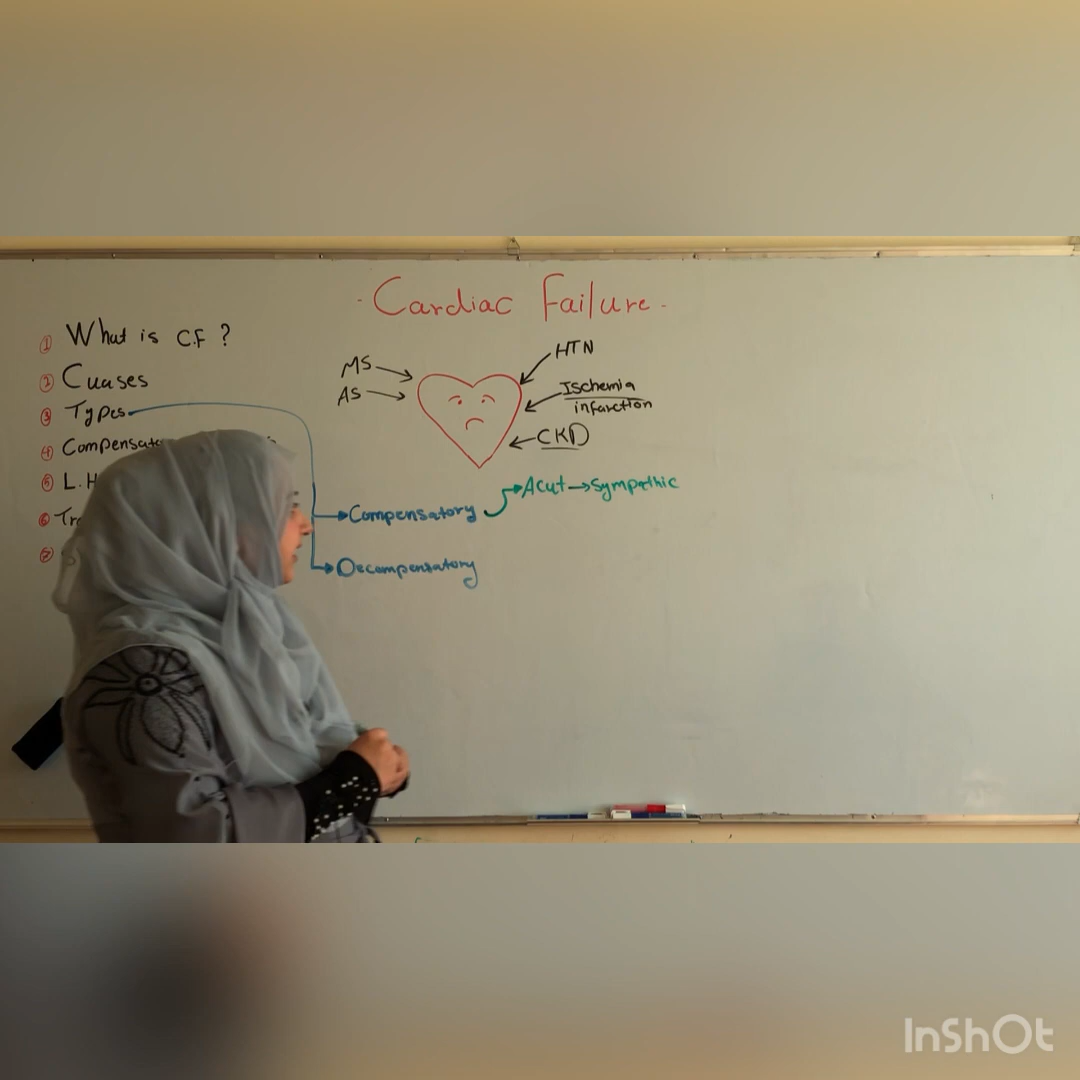 Cardiac Failure.
① What is C.F ?
② Cuases
③ Types
④ Compensato
⑤ L.H
⑥ Tr
⑦
MS
AS
HTN
Ischemia
infarction
CKD
Compensatory
Acut → Sympathic
Decompensatory
InShOt